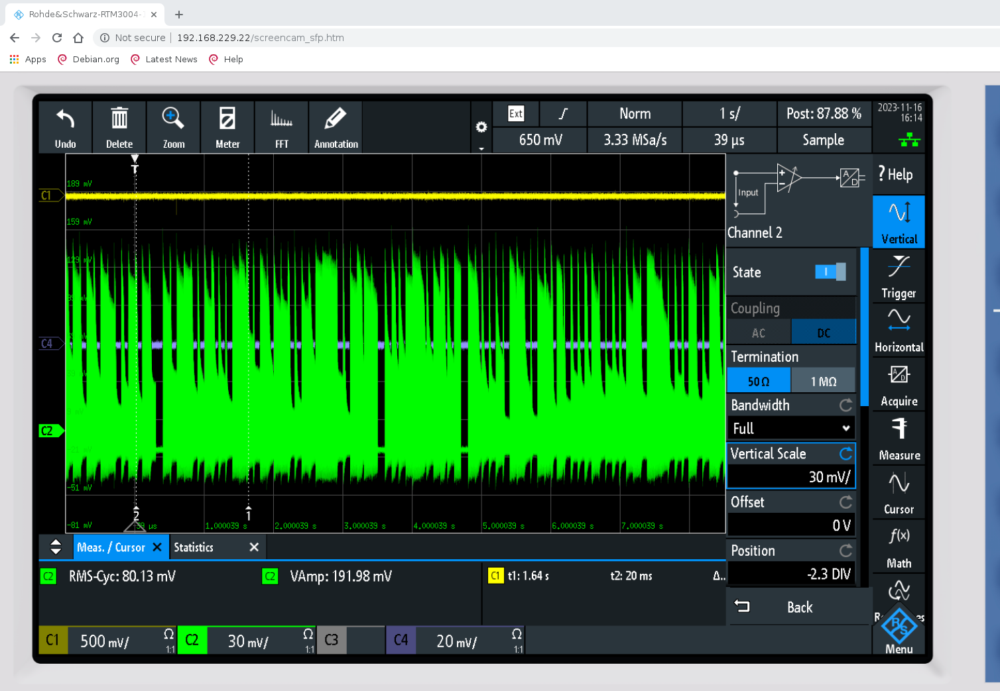 Rohde&Schwarz-RTM3004-
Not secure | 192.168.229.22/screencam_sfp.htm
Apps Debian.org Latest News Help
Undo Delete Zoom Meter FFT Annotation
Ext Norm 1 s/ Post: 87.88 %
650 mV 3.33 MSa/s 39 µs Sample
2023-11-16
16:14
T
189 mV
C1
159 mV
129 mV
C4
C2
-21 mV
-51 mV
-81 mV
2
1
39 µs 1.000039 s 2.000039 s 3.000039 s 4.000039 s 5.000039 s 6.000039 s 7.000039 s
Input
A
D
Channel 2
State
I
Coupling
AC DC
Termination
50 Ω 1 MΩ
Bandwidth
Full
Vertical Scale
30 mV/
Offset
0 V
Position
-2.3 DIV
Back
? Help
Vertical
Trigger
Horizontal
Acquire
Measure
Cursor
f(x)
Math
R&S
Menu
Meas. / Cursor Statistics
C2 RMS-Cyc: 80.13 mV C2 VAmp: 191.98 mV C1 t1: 1.64 s t2: 20 ms Δ..
C1 500 mV/ Ω 1:1 C2 30 mV/ Ω 1:1 C3 C4 20 mV/ Ω 1:1